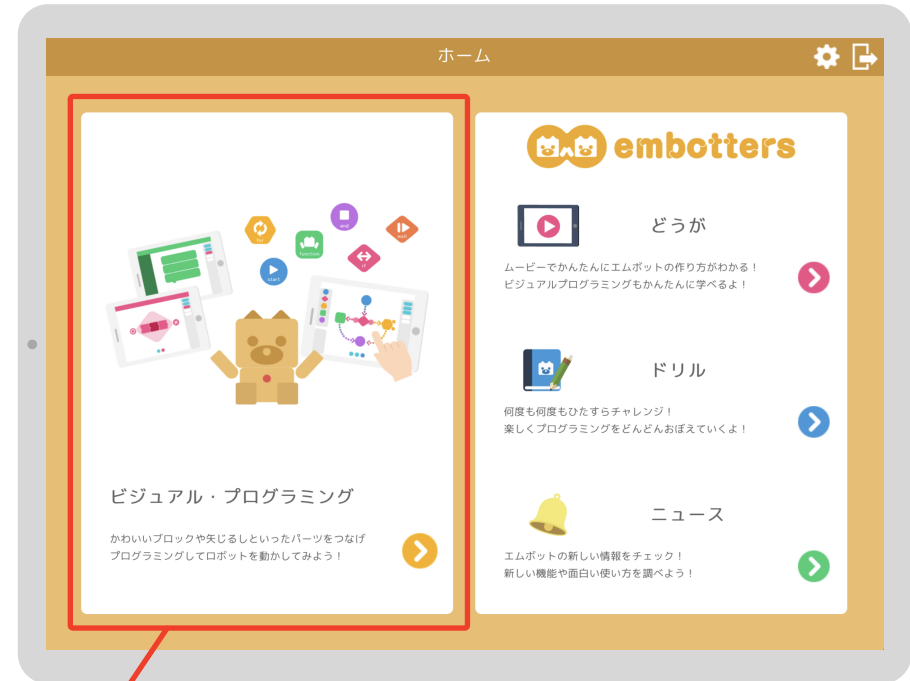 ホーム
for
end
wait
function
if
start
ビジュアル・プログラミング
かわいいブロックや矢じるしといったパーツをつなげ
プログラミングしてロボットを動かしてみよう！
embotters
どうが
ムービーでかんたんにエムボットの作り方がわかる！
ビジュアルプログラミングもかんたんに学べるよ！
ドリル
何度も何度もひたすらチャレンジ！
楽しくプログラミングをどんどんおぼえていくよ！
ニュース
エムボットの新しい情報をチェック！
新しい機能や面白い使い方を調べよう！